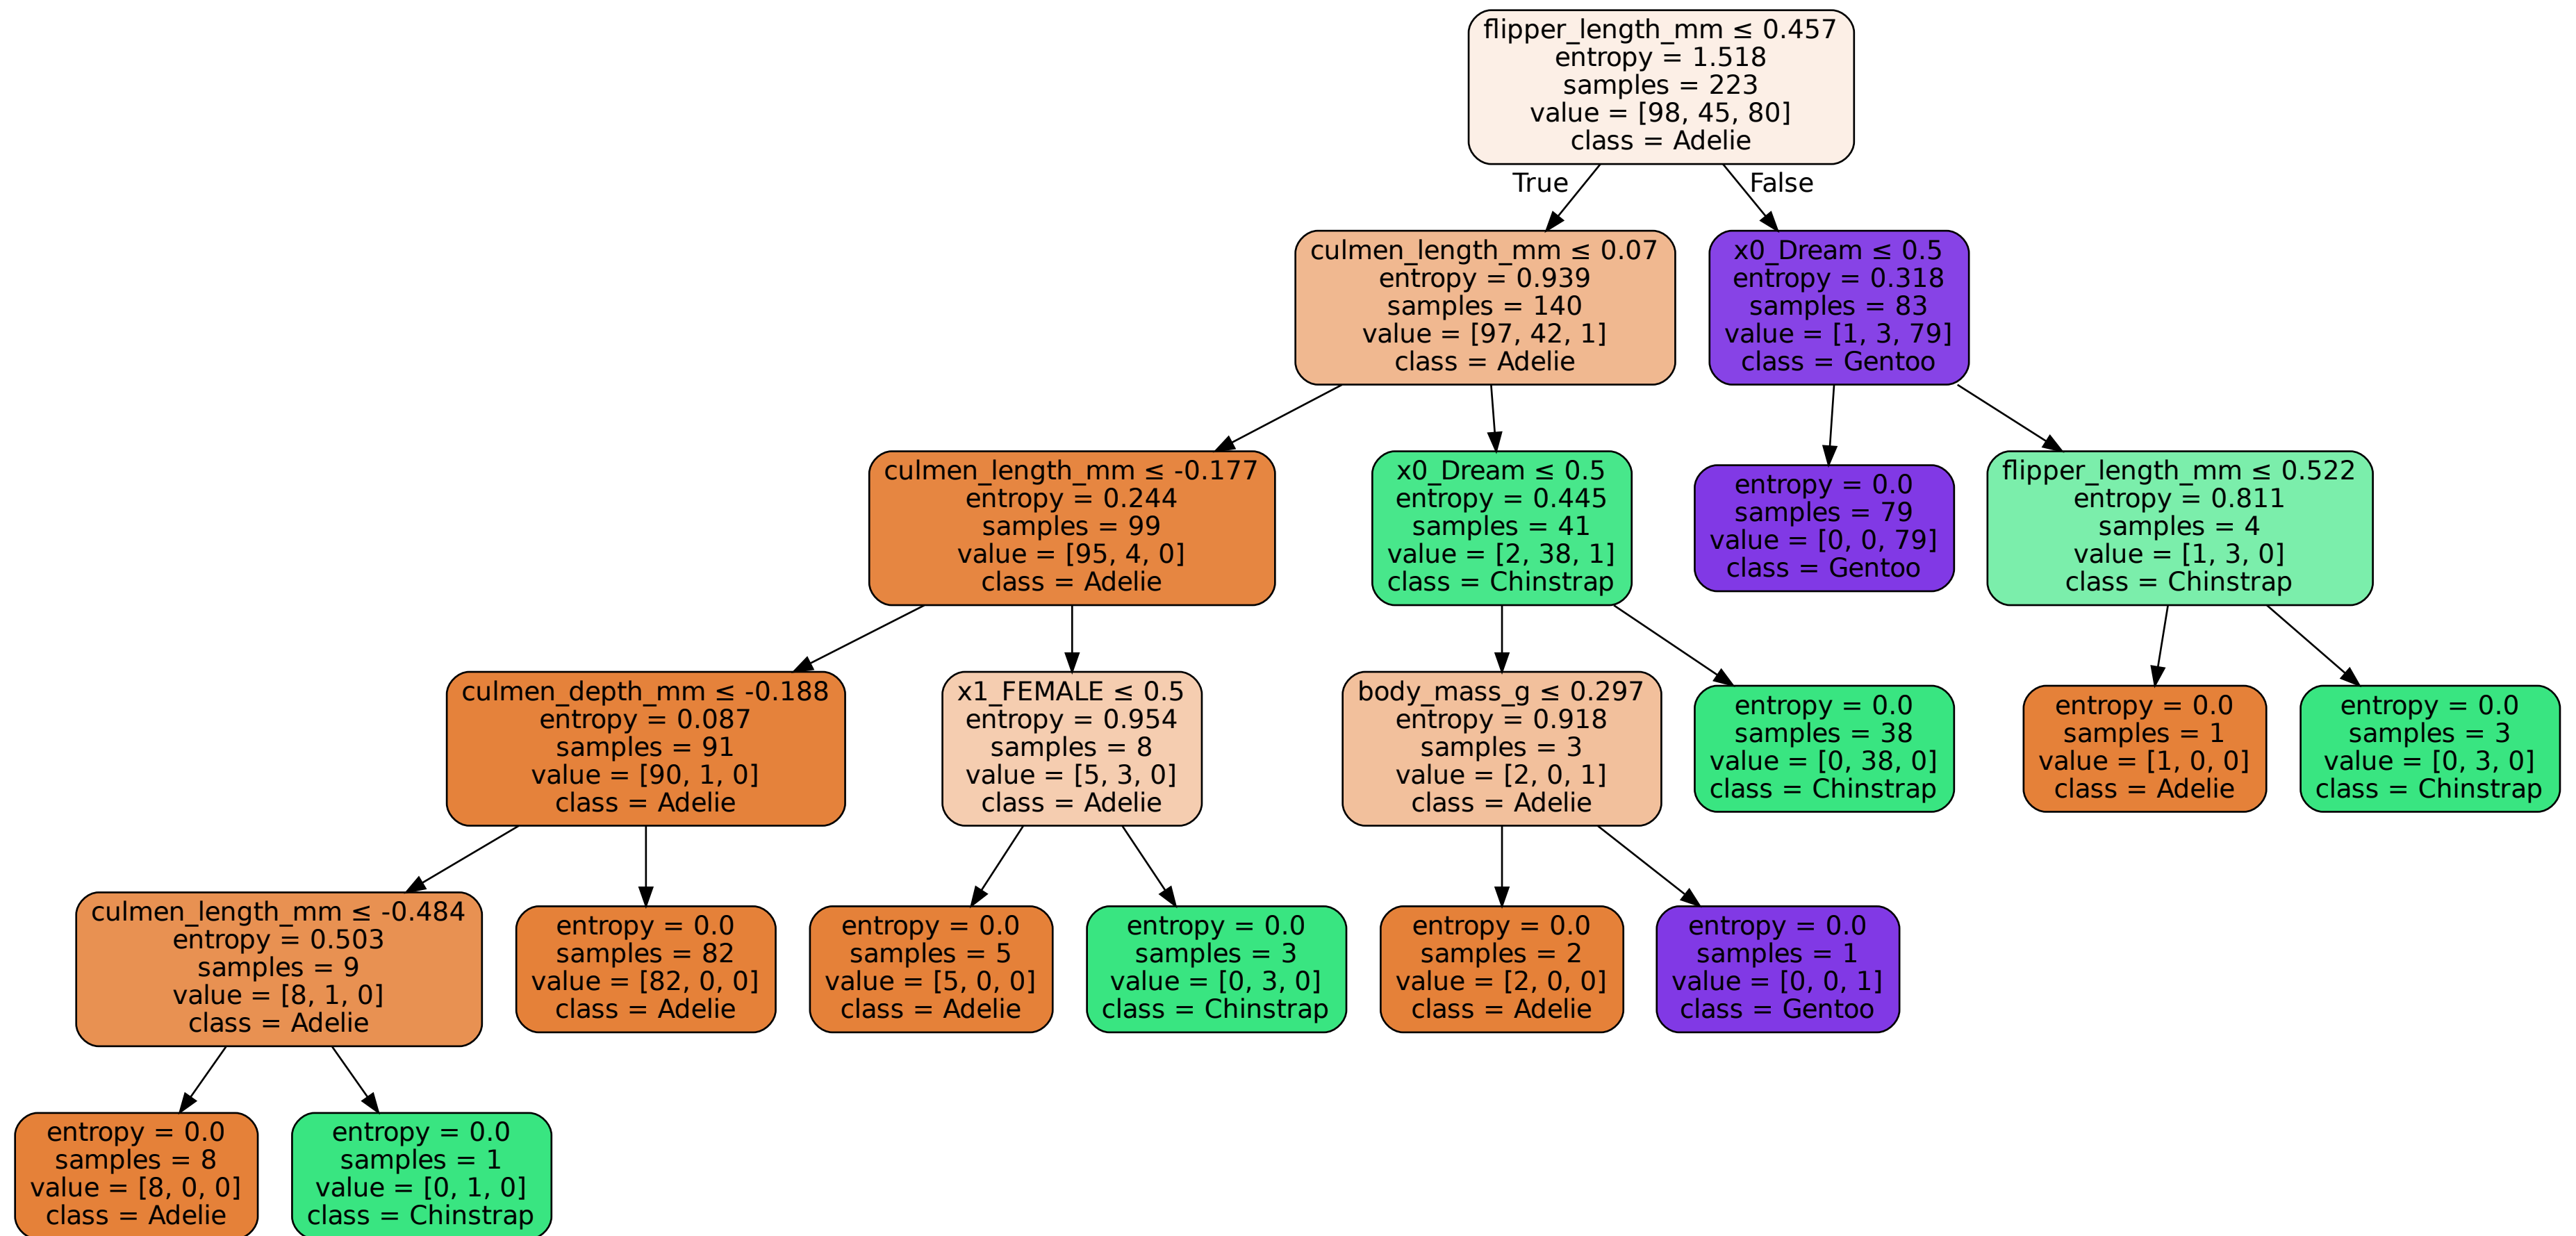 flipper_length_mm ≤ 0.457
entropy = 1.518
samples = 223
value = [98, 45, 80]
class = Adelie
True
False
culmen_length_mm ≤ 0.07
entropy = 0.939
samples = 140
value = [97, 42, 1]
class = Adelie
x0_Dream ≤ 0.5
entropy = 0.318
samples = 83
value = [1, 3, 79]
class = Gentoo
culmen_length_mm ≤ -0.177
entropy = 0.244
samples = 99
value = [95, 4, 0]
class = Adelie
x0_Dream ≤ 0.5
entropy = 0.445
samples = 41
value = [2, 38, 1]
class = Chinstrap
entropy = 0.0
samples = 79
value = [0, 0, 79]
class = Gentoo
flipper_length_mm ≤ 0.522
entropy = 0.811
samples = 4
value = [1, 3, 0]
class = Chinstrap
culmen_depth_mm ≤ -0.188
entropy = 0.087
samples = 91
value = [90, 1, 0]
class = Adelie
x1_FEMALE ≤ 0.5
entropy = 0.954
samples = 8
value = [5, 3, 0]
class = Adelie
body_mass_g ≤ 0.297
entropy = 0.918
samples = 3
value = [2, 0, 1]
class = Adelie
entropy = 0.0
samples = 38
value = [0, 38, 0]
class = Chinstrap
entropy = 0.0
samples = 1
value = [1, 0, 0]
class = Adelie
entropy = 0.0
samples = 3
value = [0, 3, 0]
class = Chinstrap
culmen_length_mm ≤ -0.484
entropy = 0.503
samples = 9
value = [8, 1, 0]
class = Adelie
entropy = 0.0
samples = 82
value = [82, 0, 0]
class = Adelie
entropy = 0.0
samples = 5
value = [5, 0, 0]
class = Adelie
entropy = 0.0
samples = 3
value = [0, 3, 0]
class = Chinstrap
entropy = 0.0
samples = 2
value = [2, 0, 0]
class = Adelie
entropy = 0.0
samples = 1
value = [0, 0, 1]
class = Gentoo
entropy = 0.0
samples = 8
value = [8, 0, 0]
class = Adelie
entropy = 0.0
samples = 1
value = [0, 1, 0]
class = Chinstrap